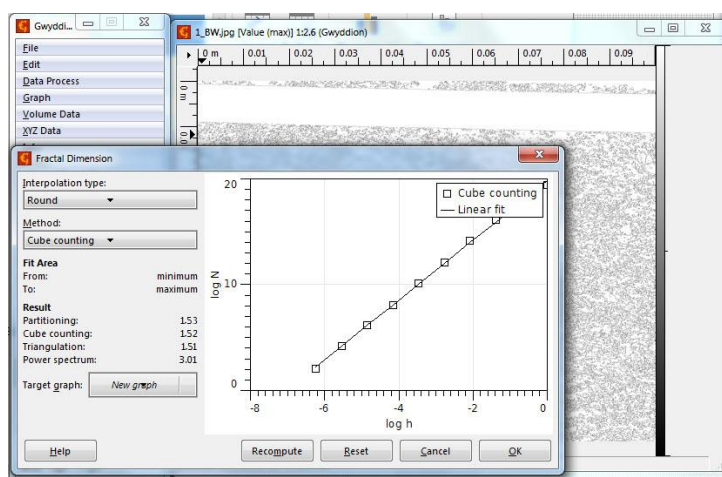 Gwyddi...
File
Edit
Data Process
Graph
Volume Data
XYZ Data
1_BW.jpg [Value (max)] 1:2.6 (Gwyddion)
0 m 0.01 0.02 0.03 0.04 0.05 0.06 0.07 0.08 0.09
0 m
Fractal Dimension
Interpolation type:
Round
Method:
Cube counting
Fit Area
From: minimum
To: maximum
Result
Partitioning: 1.53
Cube counting: 1.52
Triangulation: 1.51
Power spectrum: 3.01
Target graph: New graph
20
10
0
log N
Cube counting
Linear fit
-8 -6 -4 -2 0
log h
Help Recompute Reset Cancel OK